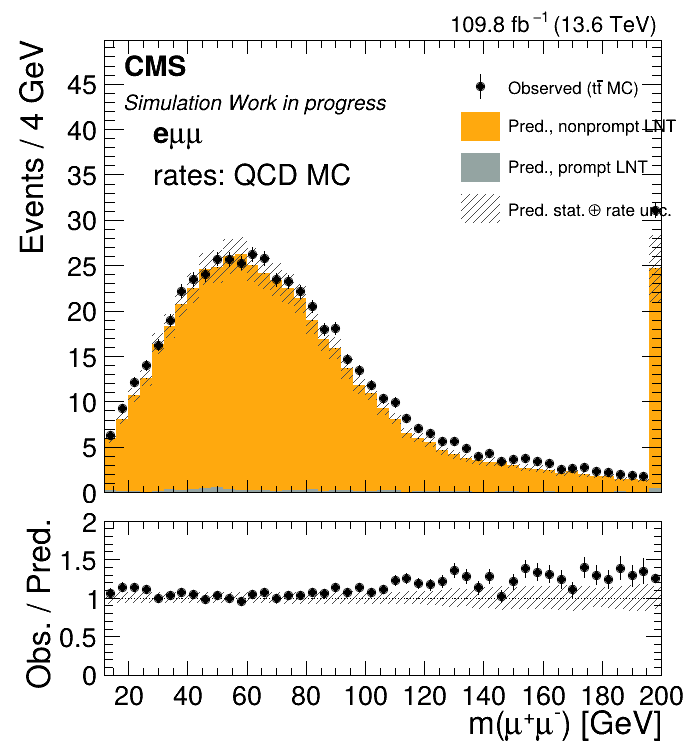 109.8 fb⁻¹ (13.6 TeV)
CMS
Simulation Work in progress
eμμ
rates: QCD MC
Observed (tt̄ MC)
Pred., nonprompt LNT
Pred., prompt LNT
Pred. stat. ⊕ rate unc.
Events / 4 GeV
45
40
35
30
25
20
15
10
5
0
Obs. / Pred.
2
1.5
1
0.5
0
20 40 60 80 100 120 140 160 180 200
m(μ⁺μ⁻) [GeV]